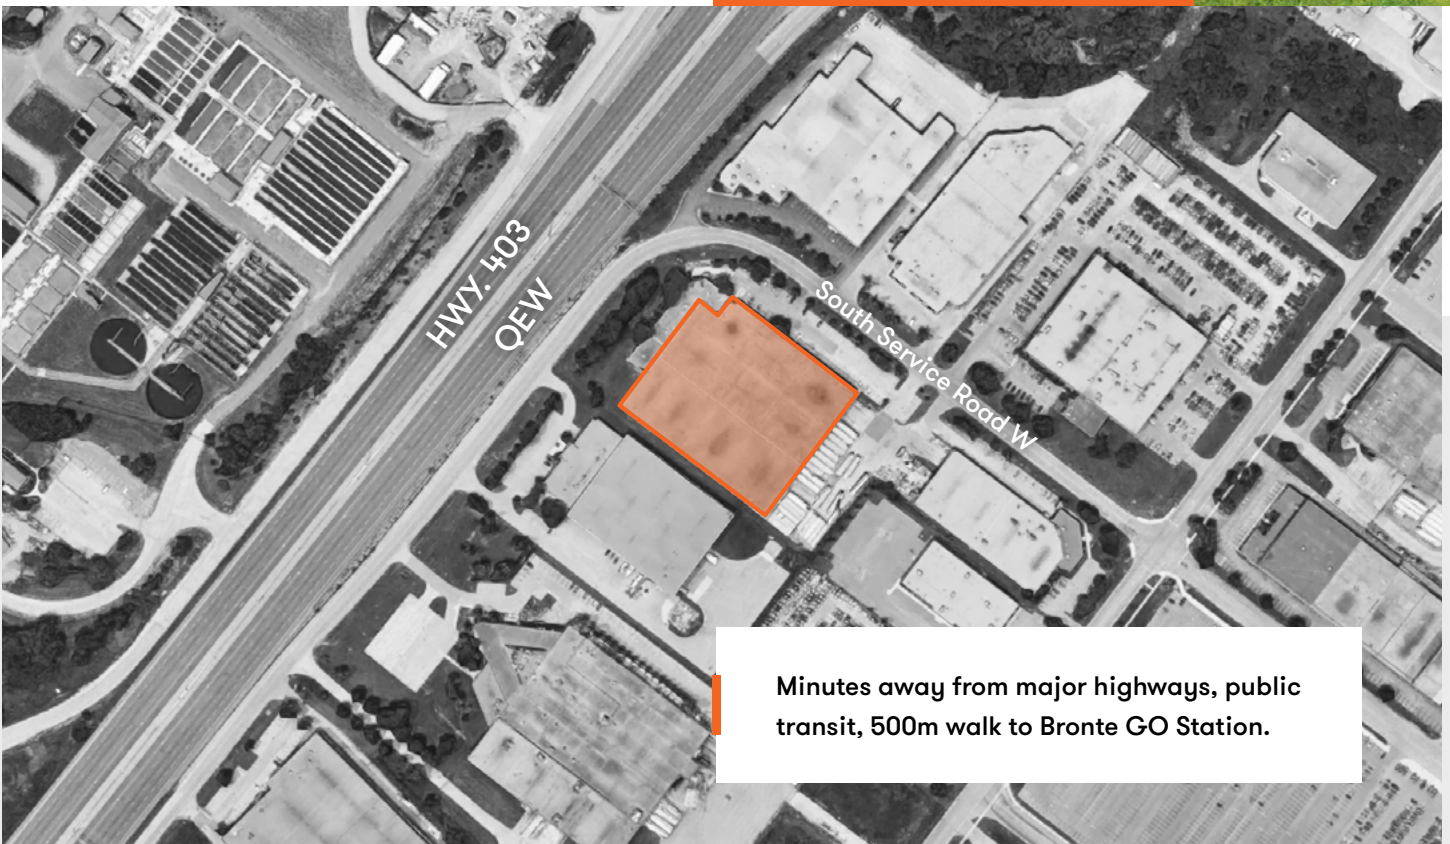 HWY. 403
QEW
South Service Road W
Minutes away from major highways, public
transit, 500m walk to Bronte GO Station.